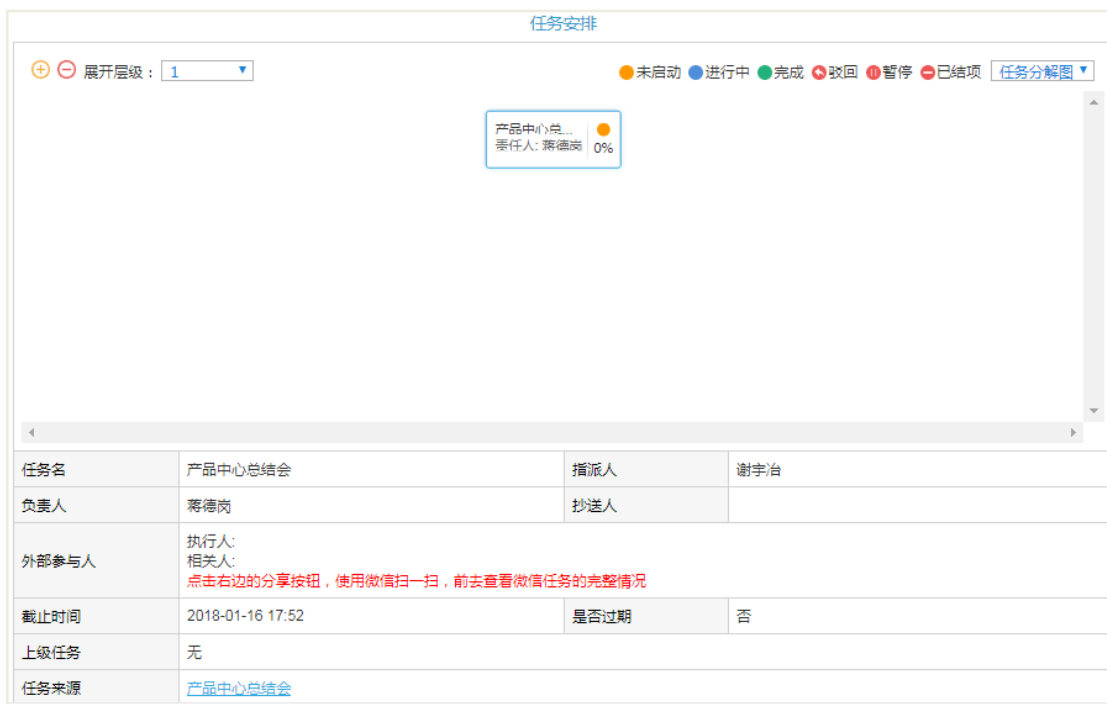 任务安排
展开层级： 1
未启动 进行中 完成 驳回 暂停 已结项 任务分解图
产品中心总...
责任人: 蒋德岗 0%
任务名 产品中心总结会 指派人 谢宇冶
负责人 蒋德岗 抄送人
外部参与人
执行人:
相关人:
点击右边的分享按钮，使用微信扫一扫，前去查看微信任务的完整情况
截止时间 2018-01-16 17:52 是否过期 否
上级任务 无
任务来源 产品中心总结会